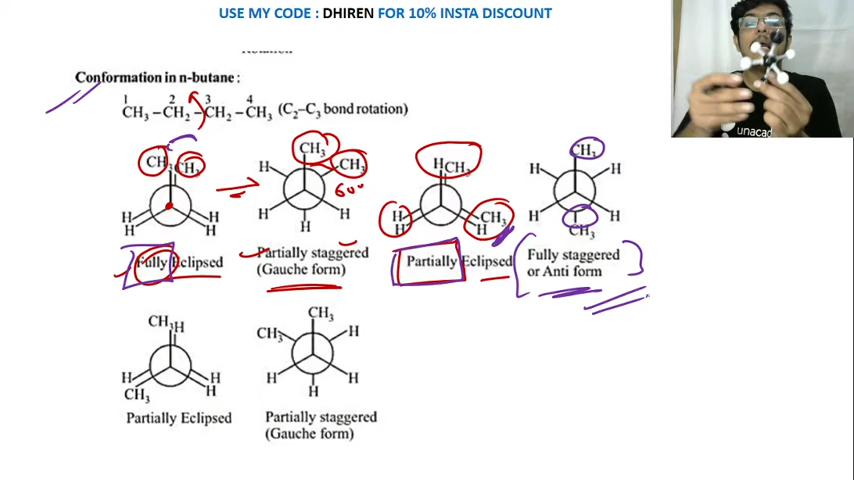 USE MY CODE : DHIREN FOR 10% INSTA DISCOUNT
Conformation in n-butane :
1 2 3 4
CH₃ – CH₂ – CH₂ – CH₃ (C₂–C₃ bond rotation)
CH₃ CH₃
H H
H H
Fully Eclipsed
CH₃
H CH₃
60°
H H
H
Partially staggered
(Gauche form)
H CH₃
H CH₃
H H
Partially Eclipsed
CH₃
H H
H H
CH₃
Fully staggered
or Anti form
CH₃ H
H H
CH₃ H
Partially Eclipsed
CH₃
CH₃ H
H H
H
Partially staggered
(Gauche form)
unaca